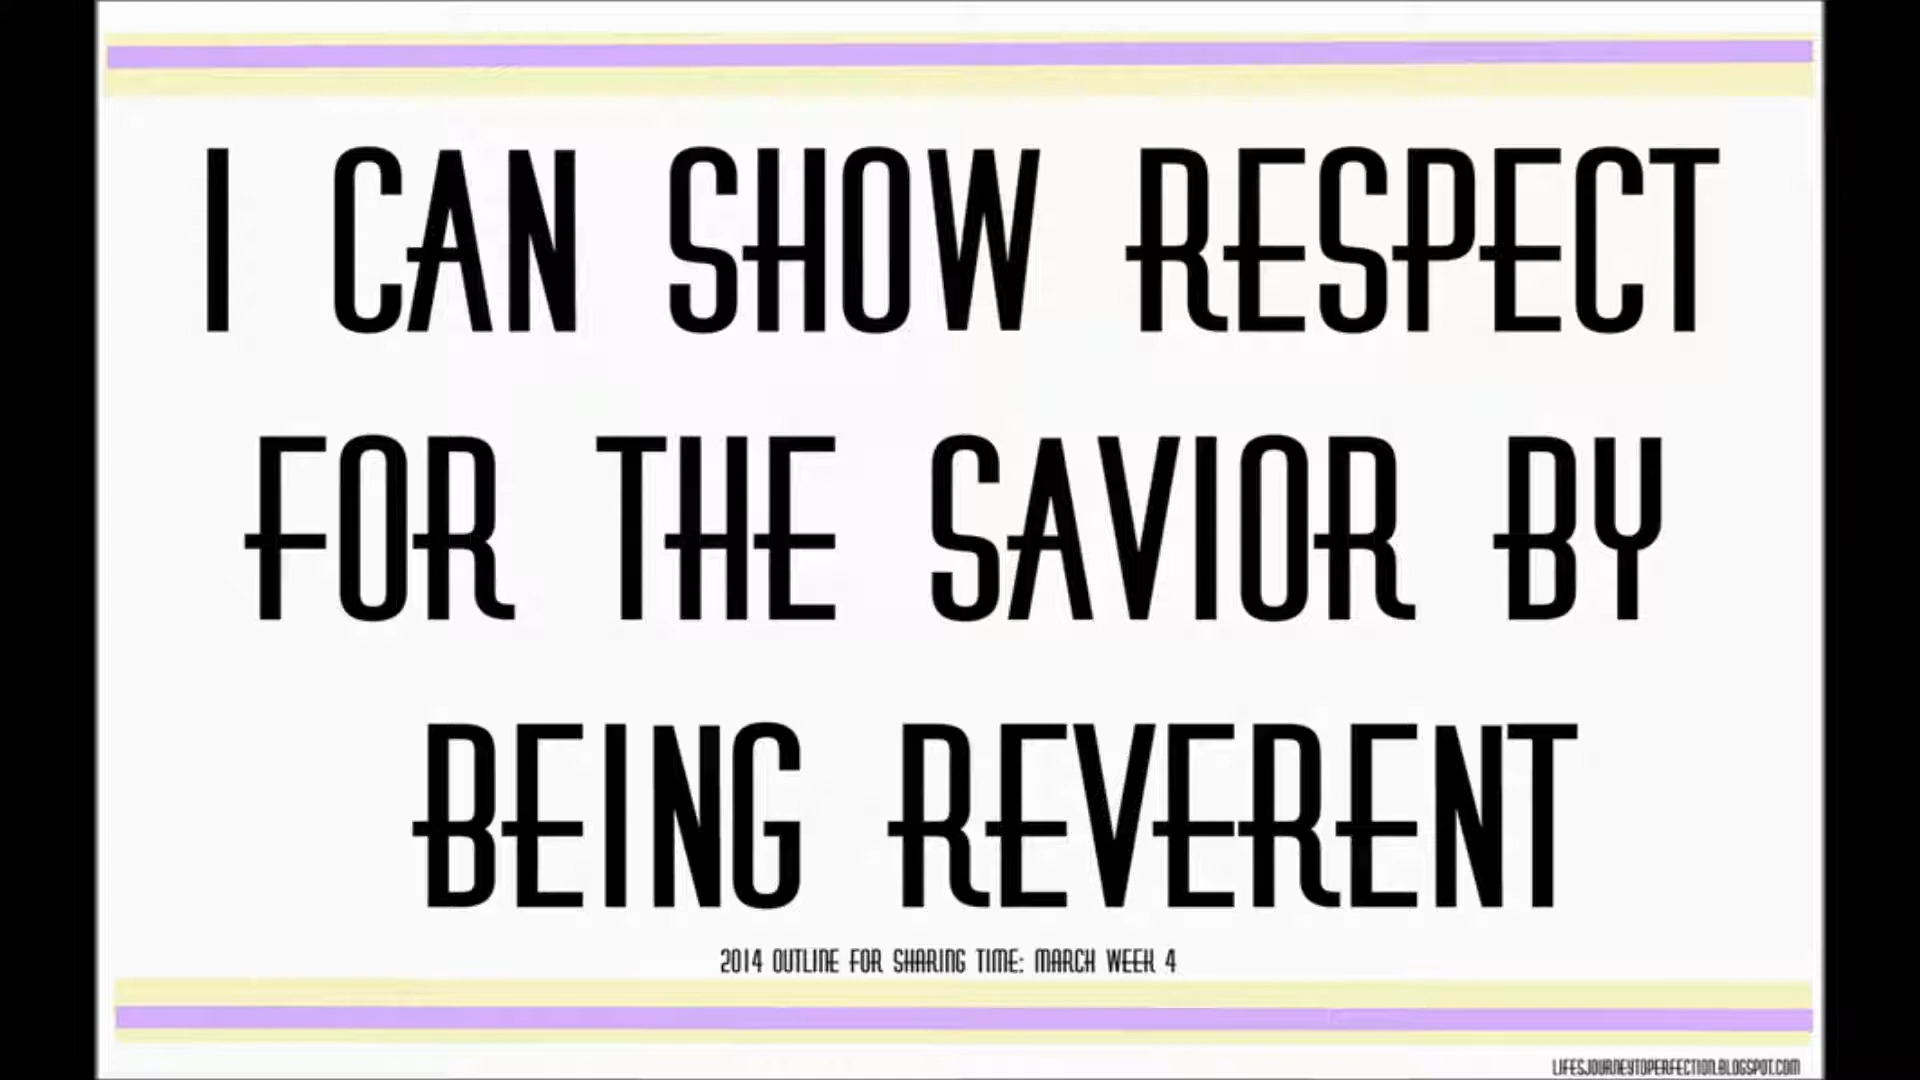 I CAN SHOW RESPECT
FOR THE SAVIOR BY
BEING REVERENT
2014 OUTLINE FOR SHARING TIME: MARCH WEEK 4
LIFESJOURNEYTOPERFECTION.BLOGSPOT.COM